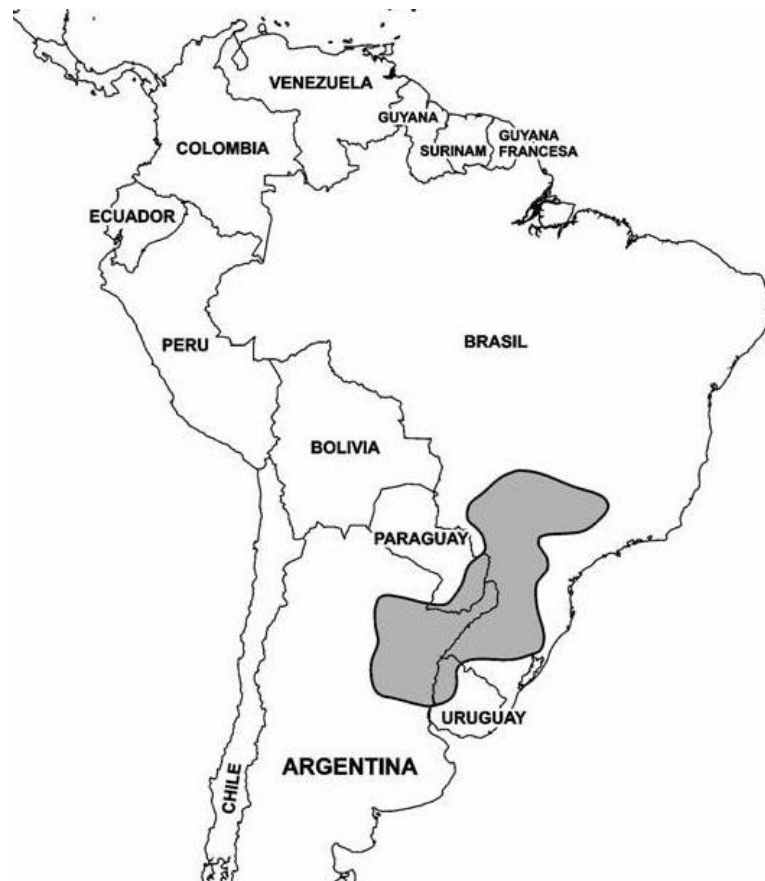 VENEZUELA
GUYANA
GUYANA
FRANCESA
SURINAM
COLOMBIA
ECUADOR
PERU
BRASIL
BOLIVIA
PARAGUAY
URUGUAY
ARGENTINA
CHILE